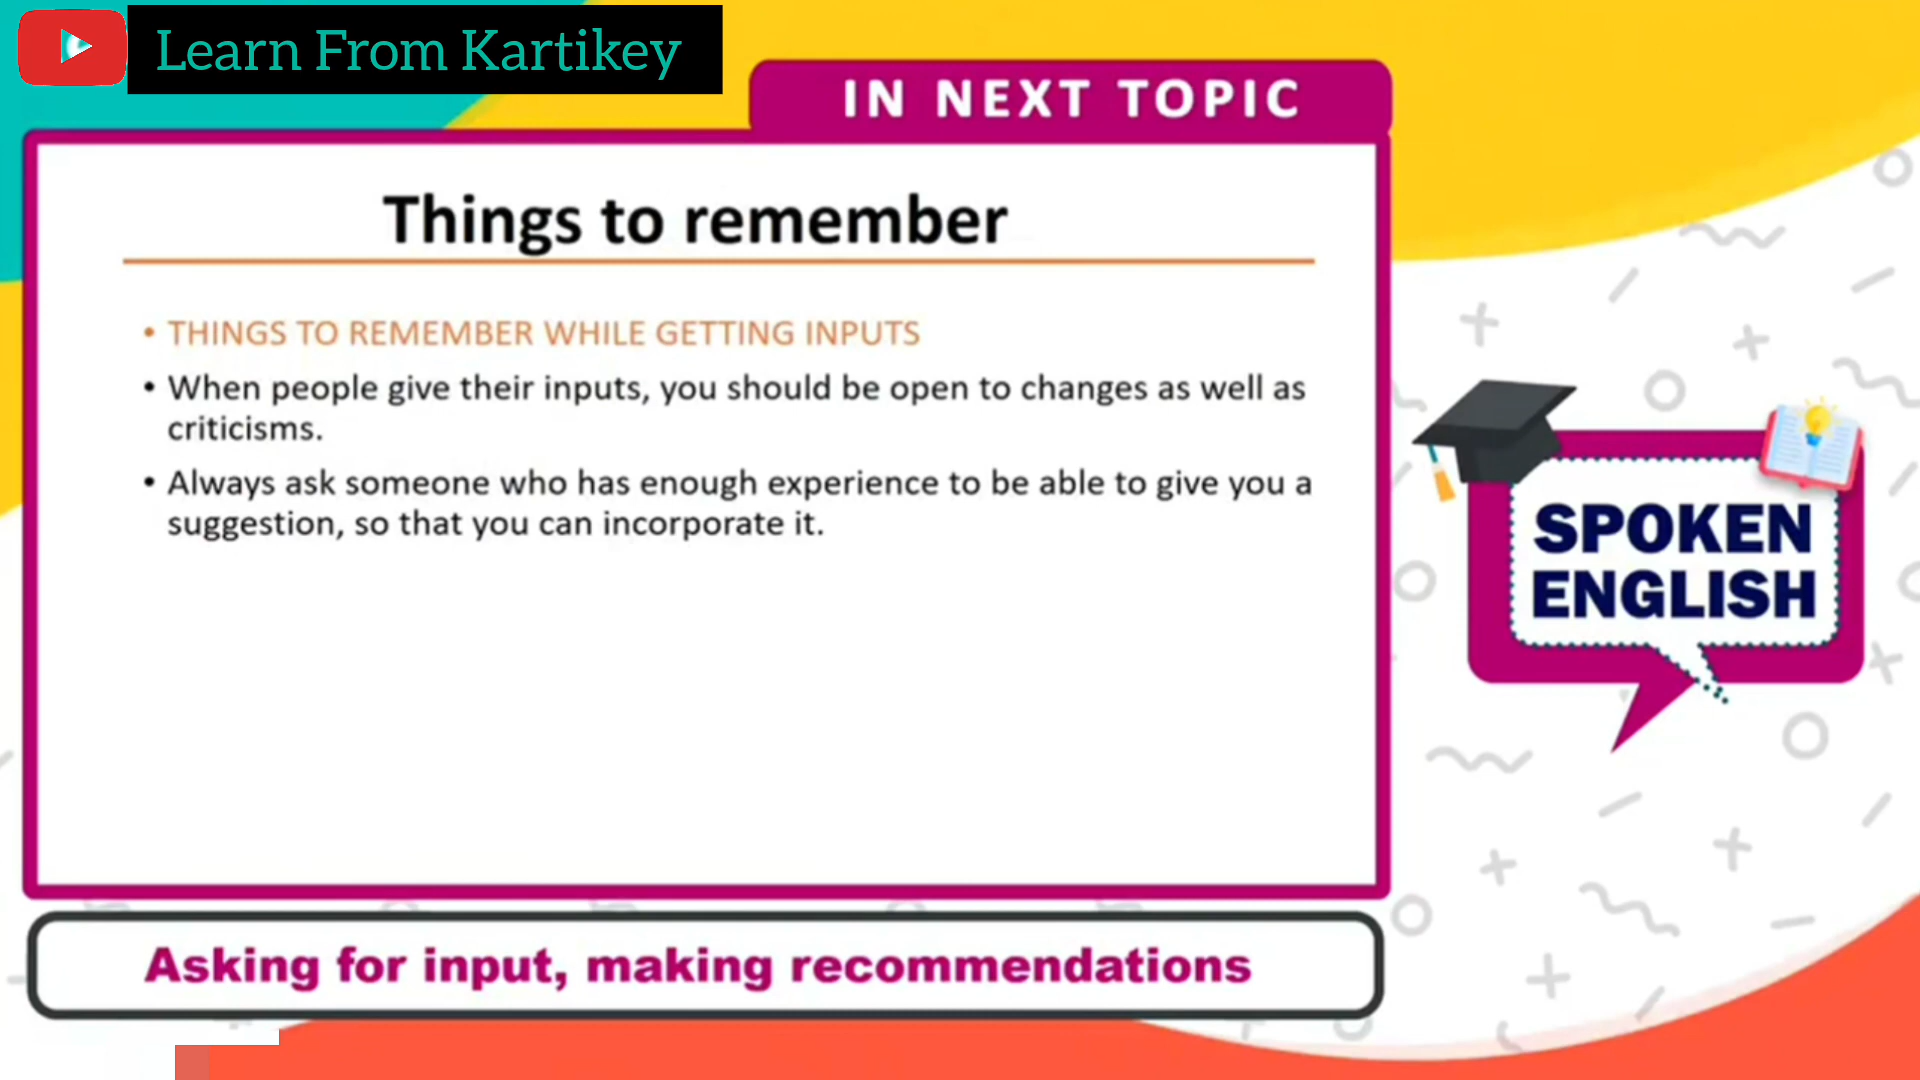 Learn From Kartikey
IN NEXT TOPIC
Things to remember
• THINGS TO REMEMBER WHILE GETTING INPUTS
• When people give their inputs, you should be open to changes as well as
criticisms.
• Always ask someone who has enough experience to be able to give you a
suggestion, so that you can incorporate it.
SPOKEN
ENGLISH
Asking for input, making recommendations